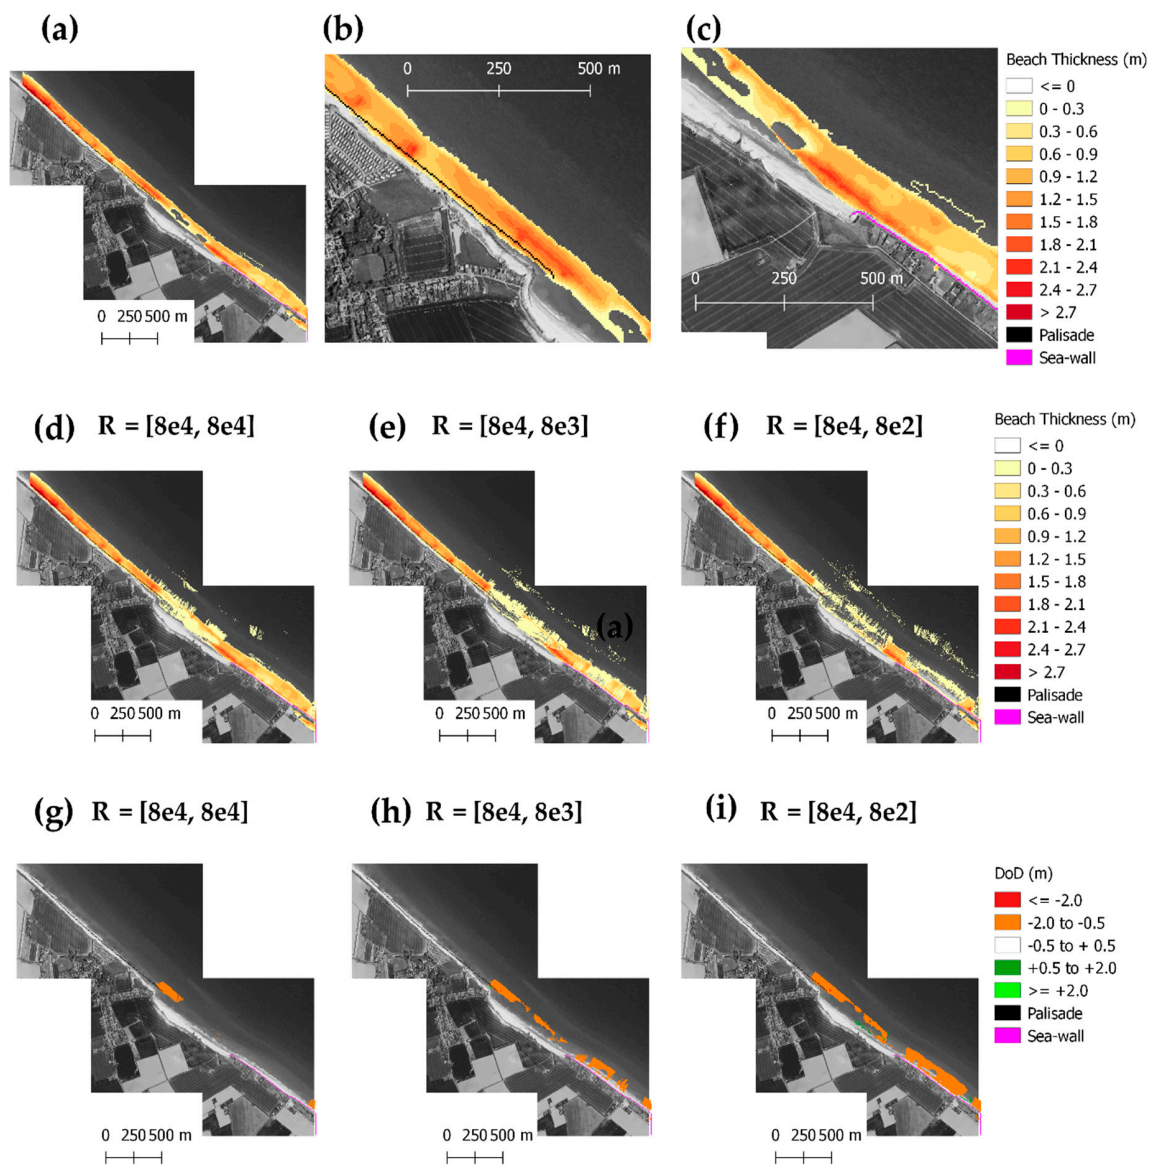 (a)
(b)
(c)
0 250 500 m
0 250 500 m
0 250 500 m
Beach Thickness (m)
<= 0
0 - 0.3
0.3 - 0.6
0.6 - 0.9
0.9 - 1.2
1.2 - 1.5
1.5 - 1.8
1.8 - 2.1
2.1 - 2.4
2.4 - 2.7
> 2.7
Palisade
Sea-wall
(d) R = [8e4, 8e4]
(e) R = [8e4, 8e3]
(f) R = [8e4, 8e2]
(a)
0 250 500 m
0 250 500 m
0 250 500 m
Beach Thickness (m)
<= 0
0 - 0.3
0.3 - 0.6
0.6 - 0.9
0.9 - 1.2
1.2 - 1.5
1.5 - 1.8
1.8 - 2.1
2.1 - 2.4
2.4 - 2.7
> 2.7
Palisade
Sea-wall
(g) R = [8e4, 8e4]
(h) R = [8e4, 8e3]
(i) R = [8e4, 8e2]
0 250 500 m
0 250 500 m
0 250 500 m
DoD (m)
<= -2.0
-2.0 to -0.5
-0.5 to + 0.5
+0.5 to +2.0
>= +2.0
Palisade
Sea-wall